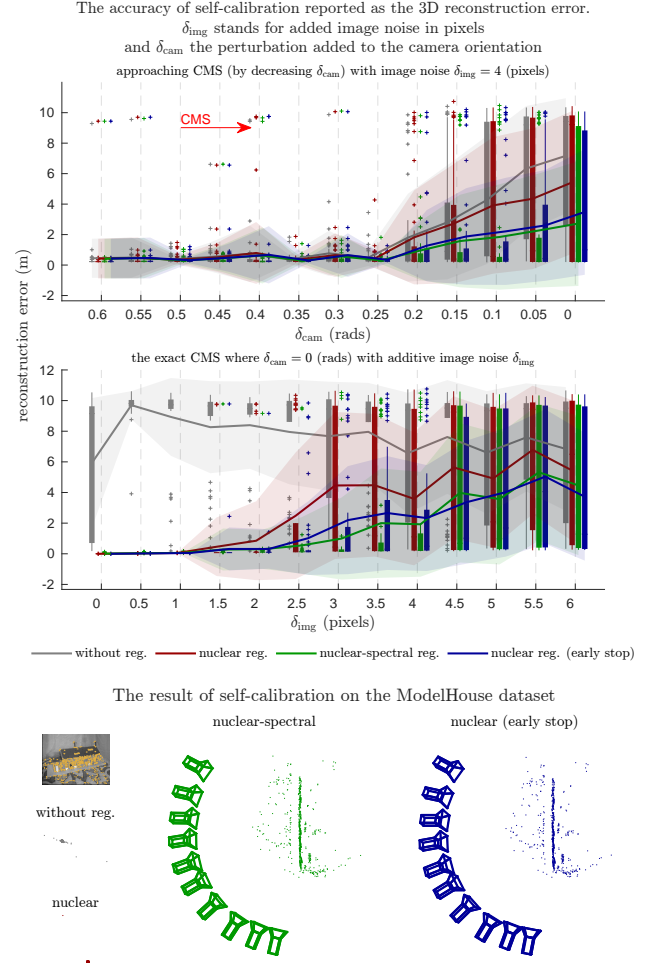 The accuracy of self-calibration reported as the 3D reconstruction error.
δimg stands for added image noise in pixels
and δcam the perturbation added to the camera orientation
approaching CMS (by decreasing δcam) with image noise δimg = 4 (pixels)
10
8
6
4
2
0
-2
CMS
0.6 0.55 0.5 0.45 0.4 0.35 0.3 0.25 0.2 0.15 0.1 0.05 0
δcam (rads)
reconstruction error (m)
the exact CMS where δcam = 0 (rads) with additive image noise δimg
12
10
8
6
4
2
0
-2
0 0.5 1 1.5 2 2.5 3 3.5 4 4.5 5 5.5 6
δimg (pixels)
without reg. nuclear reg. nuclear-spectral reg. nuclear reg. (early stop)
The result of self-calibration on the ModelHouse dataset
nuclear-spectral nuclear (early stop)
without reg.
nuclear